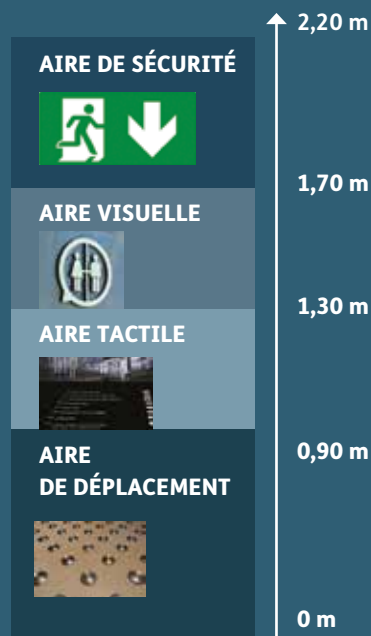 2,20 m
AIRE DE SÉCURITÉ
1,70 m
AIRE VISUELLE
1,30 m
AIRE TACTILE
0,90 m
AIRE
DE DÉPLACEMENT
0 m